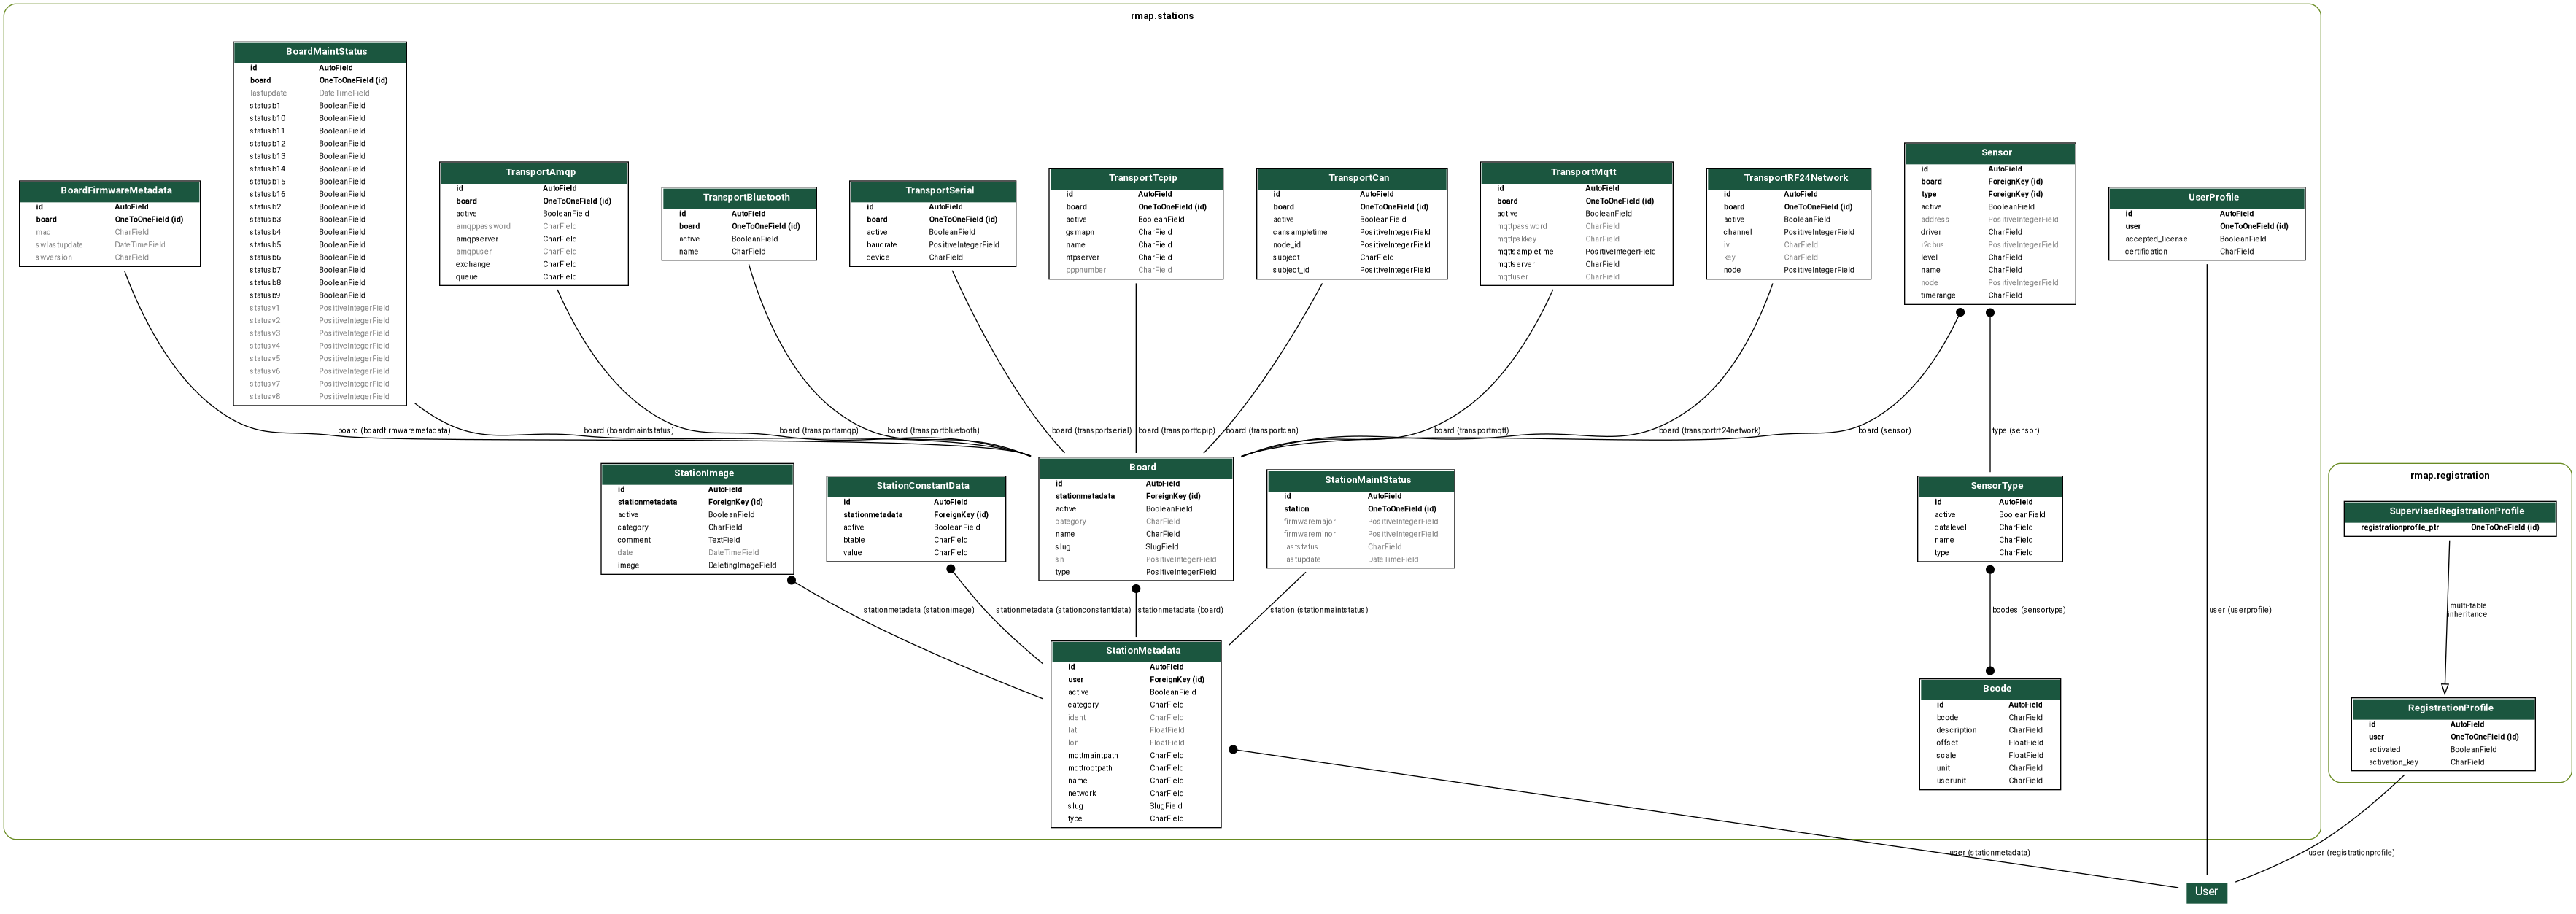 rmap.stations
BoardMaintStatus
id AutoField
board OneToOneField (id)
lastupdate DateTimeField
statusb1 BooleanField
statusb10 BooleanField
statusb11 BooleanField
statusb12 BooleanField
statusb13 BooleanField
statusb14 BooleanField
statusb15 BooleanField
statusb16 BooleanField
statusb2 BooleanField
statusb3 BooleanField
statusb4 BooleanField
statusb5 BooleanField
statusb6 BooleanField
statusb7 BooleanField
statusb8 BooleanField
statusb9 BooleanField
statusv1 PositiveIntegerField
statusv2 PositiveIntegerField
statusv3 PositiveIntegerField
statusv4 PositiveIntegerField
statusv5 PositiveIntegerField
statusv6 PositiveIntegerField
statusv7 PositiveIntegerField
statusv8 PositiveIntegerField
BoardFirmwareMetadata
id AutoField
board OneToOneField (id)
mac CharField
swlastupdate DateTimeField
swversion CharField
TransportAmqp
id AutoField
board OneToOneField (id)
active BooleanField
amqppassword CharField
amqpserver CharField
amqpuser CharField
exchange CharField
queue CharField
TransportBluetooth
id AutoField
board OneToOneField (id)
active BooleanField
name CharField
TransportSerial
id AutoField
board OneToOneField (id)
active BooleanField
baudrate PositiveIntegerField
device CharField
TransportTcpip
id AutoField
board OneToOneField (id)
active BooleanField
gsmapn CharField
name CharField
ntpserver CharField
pppnumber CharField
TransportCan
id AutoField
board OneToOneField (id)
active BooleanField
cansampletime PositiveIntegerField
node_id PositiveIntegerField
subject CharField
subject_id PositiveIntegerField
TransportMqtt
id AutoField
board OneToOneField (id)
active BooleanField
mqttpassword CharField
mqttpskkey CharField
mqttsampletime PositiveIntegerField
mqttserver CharField
mqttuser CharField
TransportRF24Network
id AutoField
board OneToOneField (id)
active BooleanField
channel PositiveIntegerField
iv CharField
key CharField
node PositiveIntegerField
Sensor
id AutoField
board ForeignKey (id)
type ForeignKey (id)
active BooleanField
address PositiveIntegerField
driver CharField
i2cbus PositiveIntegerField
level CharField
name CharField
node PositiveIntegerField
timerange CharField
UserProfile
id AutoField
user OneToOneField (id)
accepted_license BooleanField
certification CharField
board (boardfirmwaremetadata)
board (boardmaintstatus)
board (transportamqp)
board (transportbluetooth)
board (transportserial)
board (transporttcpip)
board (transportcan)
board (transportmqtt)
board (transportrf24network)
board (sensor)
type (sensor)
StationImage
id AutoField
stationmetadata ForeignKey (id)
active BooleanField
category CharField
comment TextField
date DateTimeField
image DeletingImageField
StationConstantData
id AutoField
stationmetadata ForeignKey (id)
active BooleanField
btable CharField
value CharField
Board
id AutoField
stationmetadata ForeignKey (id)
active BooleanField
category CharField
name CharField
slug SlugField
sn PositiveIntegerField
type PositiveIntegerField
StationMaintStatus
id AutoField
station OneToOneField (id)
firmwaremajor PositiveIntegerField
firmwareminor PositiveIntegerField
laststatus CharField
lastupdate DateTimeField
SensorType
id AutoField
active BooleanField
datalevel CharField
name CharField
type CharField
rmap.registration
SupervisedRegistrationProfile
registrationprofile_ptr OneToOneField (id)
stationmetadata (stationimage)
stationmetadata (stationconstantdata)
stationmetadata (board)
station (stationmaintstatus)
bcodes (sensortype)
user (userprofile)
multi-table
inheritance
StationMetadata
id AutoField
user ForeignKey (id)
active BooleanField
category CharField
ident CharField
lat FloatField
lon FloatField
mqttmaintpath CharField
mqttrootpath CharField
name CharField
network CharField
slug SlugField
type CharField
Bcode
id AutoField
bcode CharField
description CharField
offset FloatField
scale FloatField
unit CharField
userunit CharField
RegistrationProfile
id AutoField
user OneToOneField (id)
activated BooleanField
activation_key CharField
user (stationmetadata)
user (registrationprofile)
User